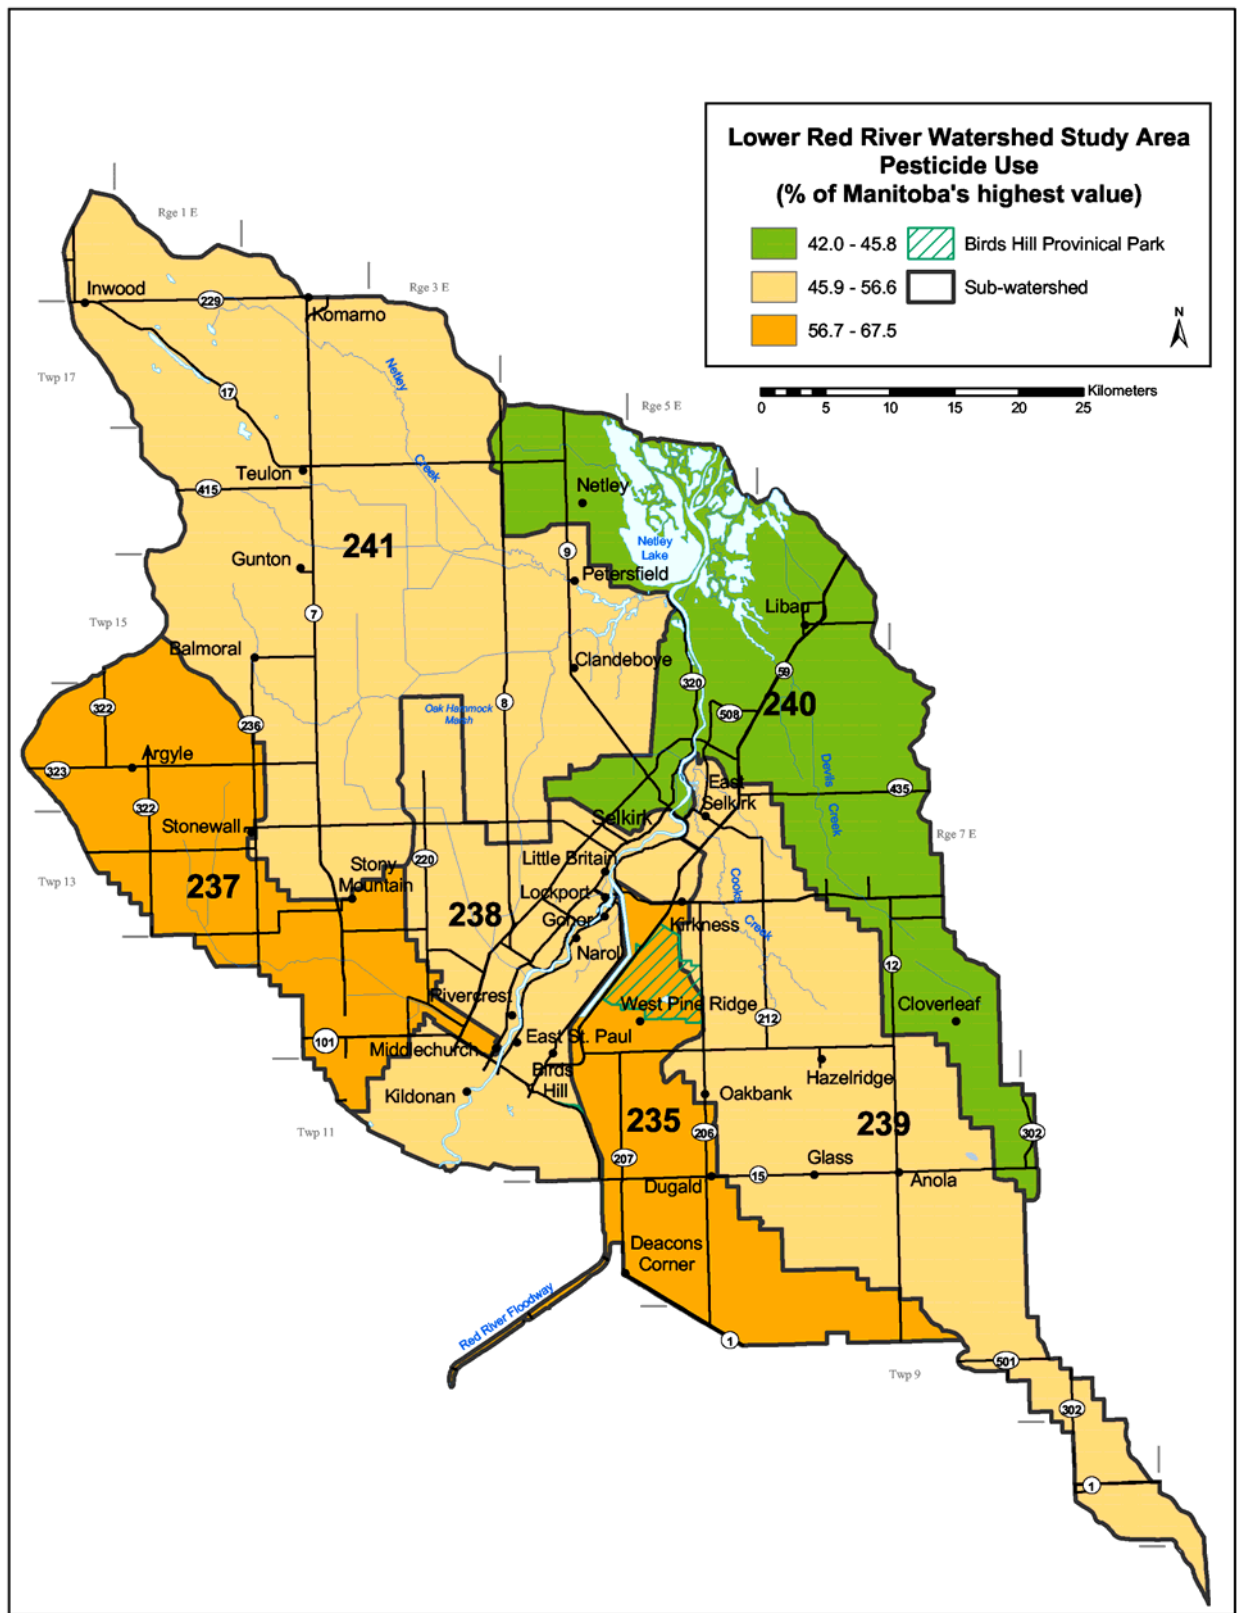 Lower Red River Watershed Study Area
Pesticide Use
(% of Manitoba's highest value)
42.0 - 45.8
Birds Hill Provinical Park
45.9 - 56.6
Sub-watershed
56.7 - 67.5
N
Kilometers
0 5 10 15 20 25
Rge 1 E
Rge 3 E
Rge 5 E
Rge 7 E
Twp 17
Twp 15
Twp 13
Twp 11
Twp 9
Inwood
229
Komarno
17
Netley
Creek
Teulon
415
Netley
241
9
Netley
Lake
Gunton
Petersfield
7
Libau
Balmoral
Clandeboye
59
320
322
236
Oak Hammock
Marsh
8
508
240
Argyle
323
322
Devils
Creek
East
Selkirk
435
Stonewall
Selkirk
220
Little Britain
Stony
Mountain
237
Lockport
Cooks
Creek
238
Gonor
Kirkness
Narol
12
Rivercrest
West Pine Ridge
212
Cloverleaf
101
Middlechurch
East St. Paul
Birds
Hill
Hazelridge
Kildonan
Oakbank
235
206
239
302
207
Glass
15
Dugald
Anola
Deacons
Corner
Red River Floodway
1
501
302
1